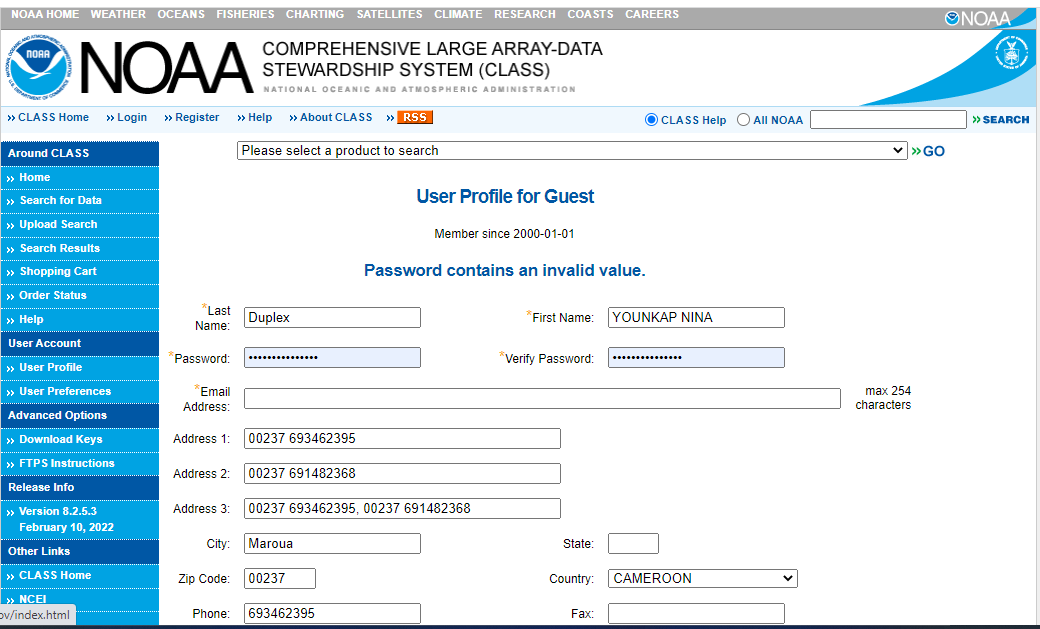 NOAA HOME WEATHER OCEANS FISHERIES CHARTING SATELLITES CLIMATE RESEARCH COASTS CAREERS
NOAA
NOAA
NOAA COMPREHENSIVE LARGE ARRAY-DATA
STEWARDSHIP SYSTEM (CLASS)
NATIONAL OCEANIC AND ATMOSPHERIC ADMINISTRATION
» CLASS Home » Login » Register » Help » About CLASS » RSS
CLASS Help All NOAA » SEARCH
Please select a product to search » GO
Around CLASS
» Home
» Search for Data
» Upload Search
» Search Results
» Shopping Cart
» Order Status
» Help
User Account
» User Profile
» User Preferences
Advanced Options
» Download Keys
» FTPS Instructions
Release Info
» Version 8.2.5.3
February 10, 2022
Other Links
» CLASS Home
» NCEI
ov/index.html
User Profile for Guest
Member since 2000-01-01
Password contains an invalid value.
*Last Name: Duplex *First Name: YOUNKAP NINA
*Password: ••••••••••••••• *Verify Password: •••••••••••••••
*Email Address: max 254 characters
Address 1: 00237 693462395
Address 2: 00237 691482368
Address 3: 00237 693462395, 00237 691482368
City: Maroua State:
Zip Code: 00237 Country: CAMEROON
Phone: 693462395 Fax: